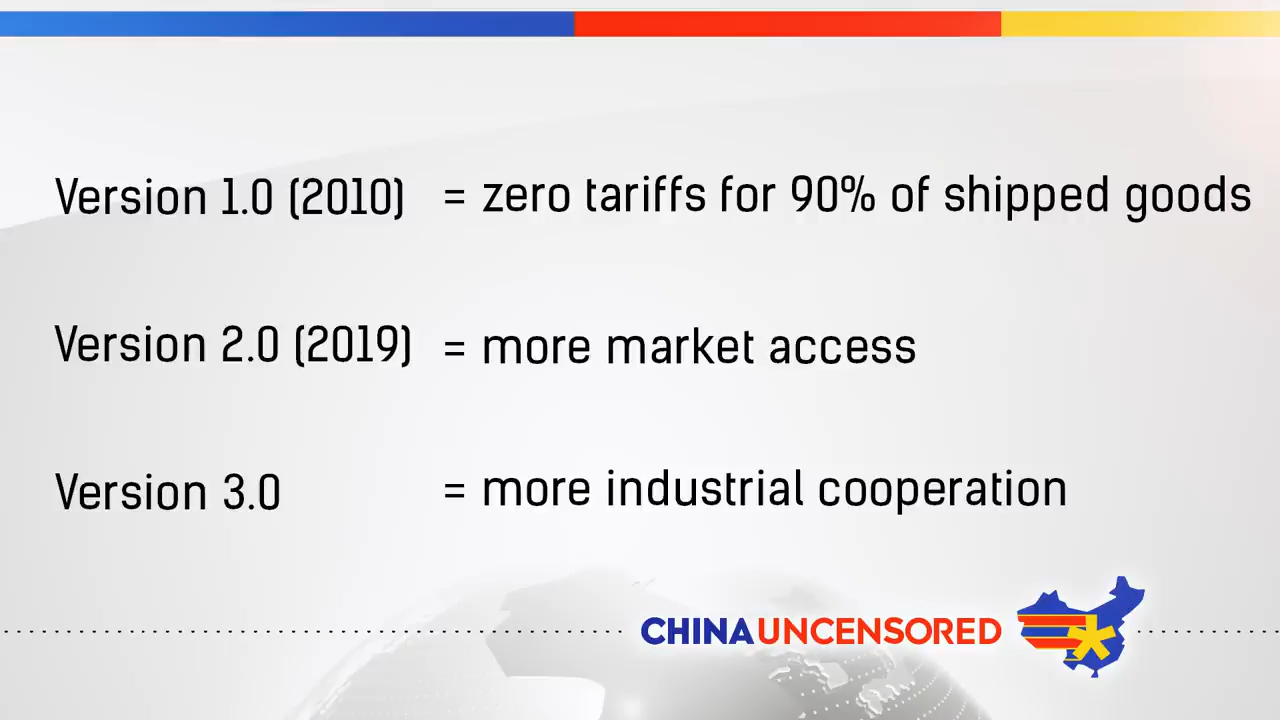 Version 1.0 (2010) = zero tariffs for 90% of shipped goods
Version 2.0 (2019) = more market access
Version 3.0 = more industrial cooperation
CHINA UNCENSORED